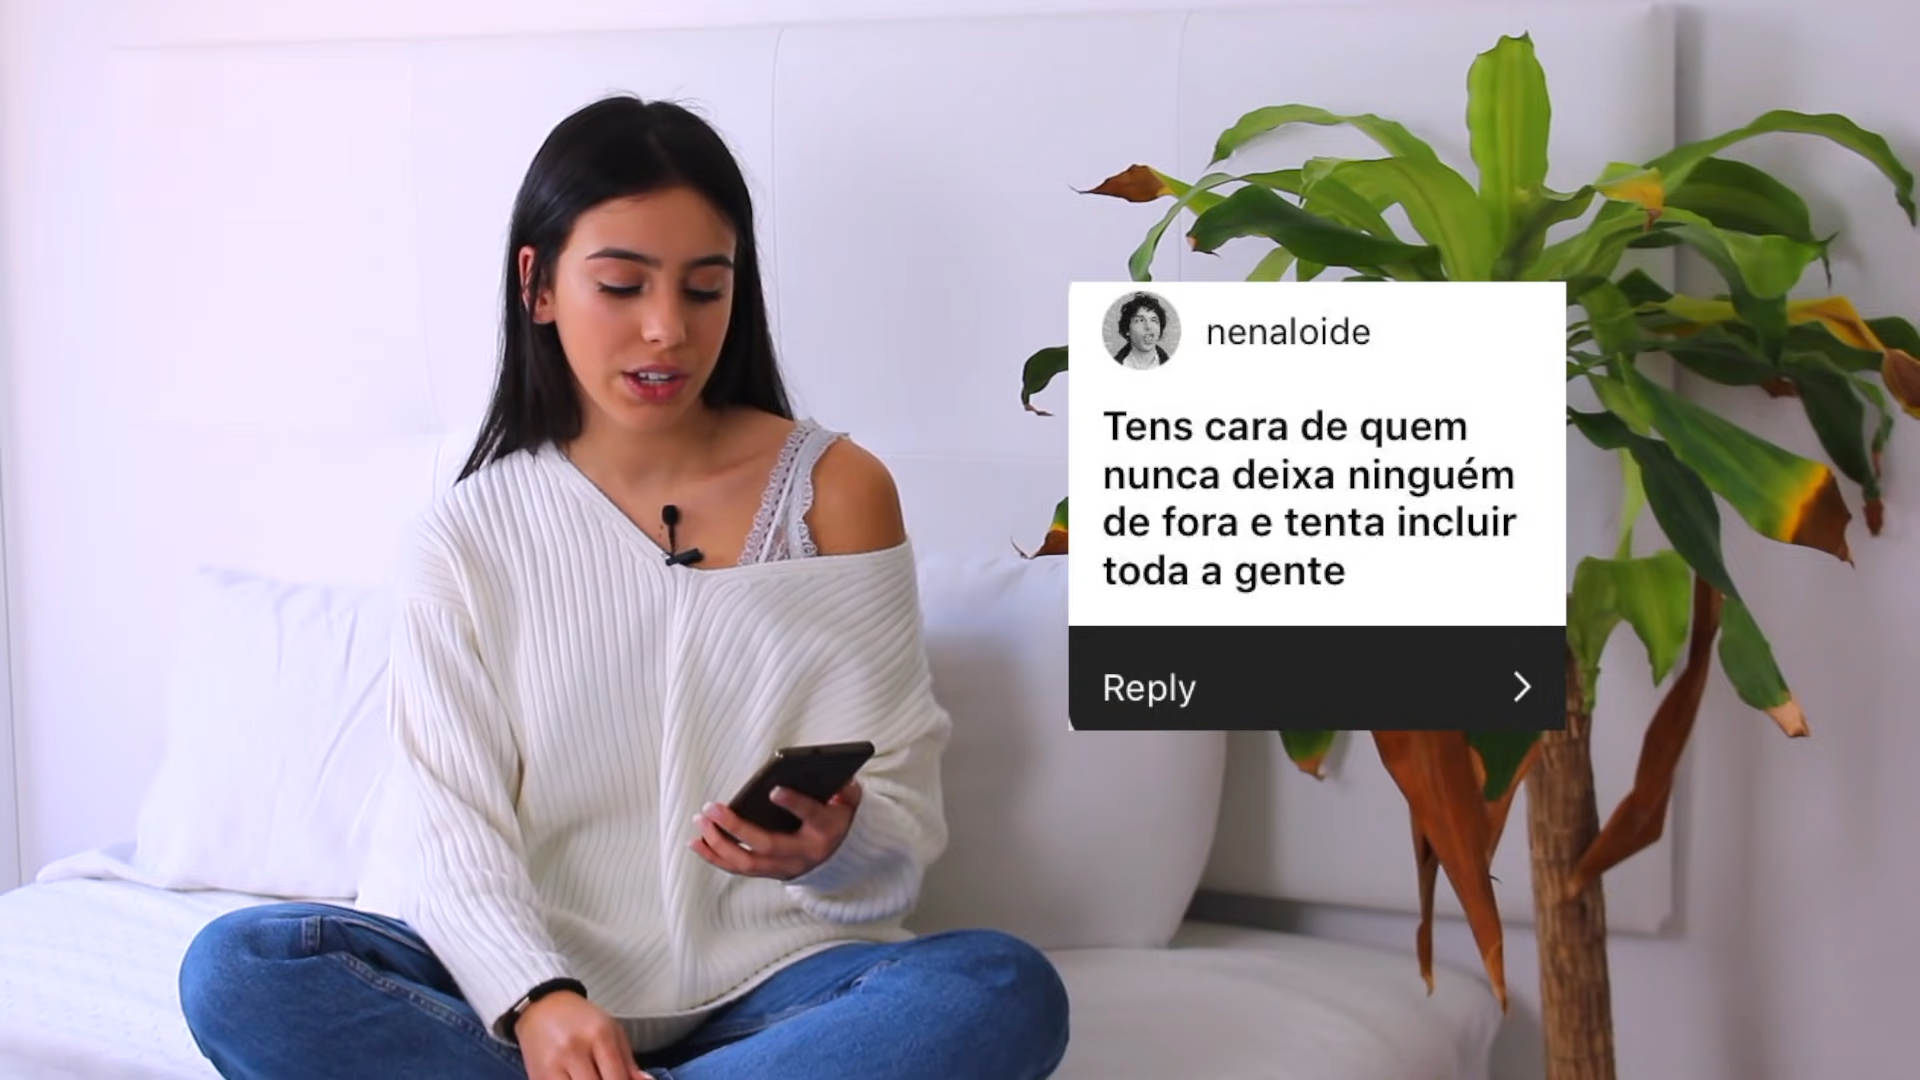 nenaloide
Tens cara de quem
nunca deixa ninguém
de fora e tenta incluir
toda a gente
Reply